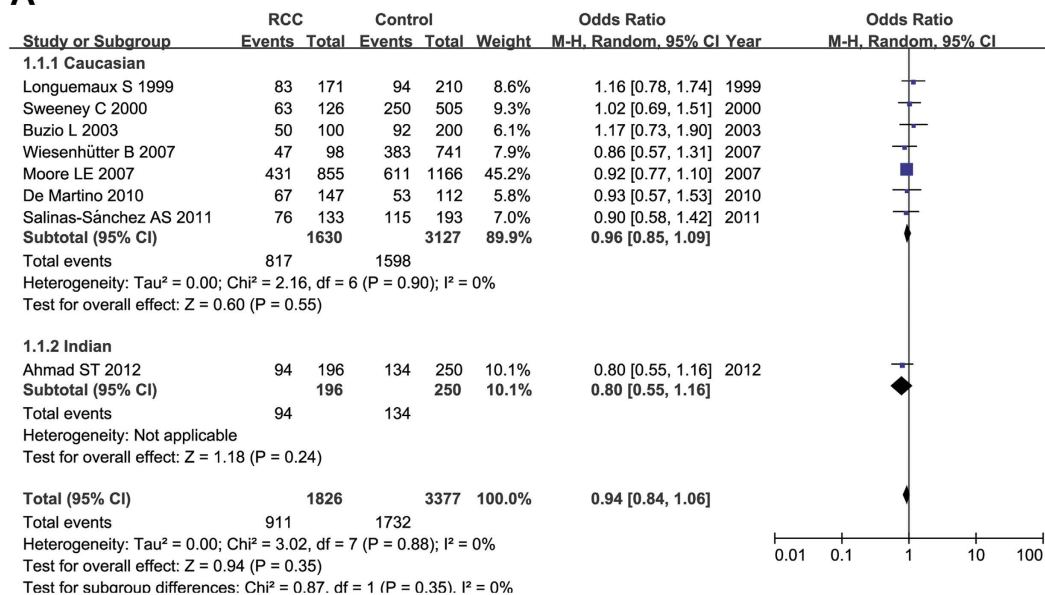 A
RCC Control Odds Ratio Odds Ratio
Study or Subgroup Events Total Events Total Weight M-H, Random, 95% CI Year M-H, Random, 95% CI
1.1.1 Caucasian
Longuemaux S 1999 83 171 94 210 8.6% 1.16 [0.78, 1.74] 1999
Sweeney C 2000 63 126 250 505 9.3% 1.02 [0.69, 1.51] 2000
Buzio L 2003 50 100 92 200 6.1% 1.17 [0.73, 1.90] 2003
Wiesenhütter B 2007 47 98 383 741 7.9% 0.86 [0.57, 1.31] 2007
Moore LE 2007 431 855 611 1166 45.2% 0.92 [0.77, 1.10] 2007
De Martino 2010 67 147 53 112 5.8% 0.93 [0.57, 1.53] 2010
Salinas-Sánchez AS 2011 76 133 115 193 7.0% 0.90 [0.58, 1.42] 2011
Subtotal (95% CI) 1630 3127 89.9% 0.96 [0.85, 1.09]
Total events 817 1598
Heterogeneity: Tau² = 0.00; Chi² = 2.16, df = 6 (P = 0.90); I² = 0%
Test for overall effect: Z = 0.60 (P = 0.55)
1.1.2 Indian
Ahmad ST 2012 94 196 134 250 10.1% 0.80 [0.55, 1.16] 2012
Subtotal (95% CI) 196 250 10.1% 0.80 [0.55, 1.16]
Total events 94 134
Heterogeneity: Not applicable
Test for overall effect: Z = 1.18 (P = 0.24)
Total (95% CI) 1826 3377 100.0% 0.94 [0.84, 1.06]
Total events 911 1732
Heterogeneity: Tau² = 0.00; Chi² = 3.02, df = 7 (P = 0.88); I² = 0%
Test for overall effect: Z = 0.94 (P = 0.35)
Test for subgroup differences: Chi² = 0.87, df = 1 (P = 0.35), I² = 0%
0.01 0.1 1 10 100